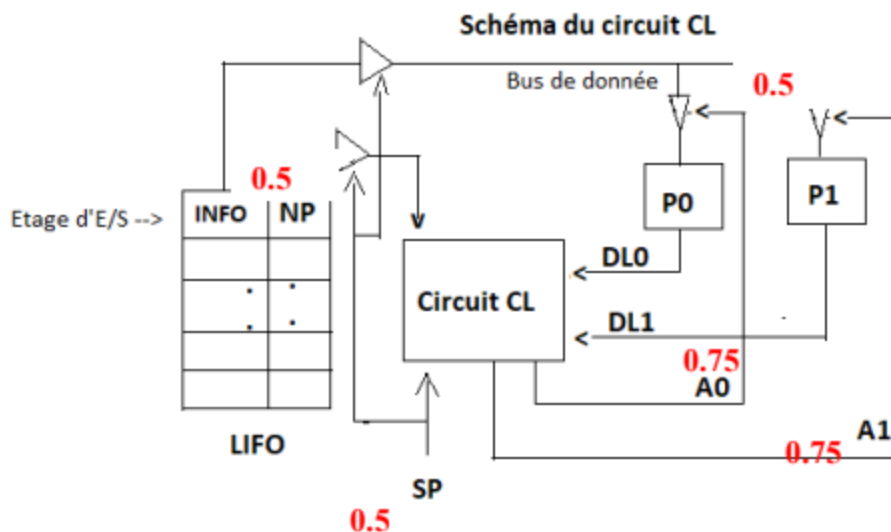 Schéma du circuit CL
Bus de donnée
0.5
0.5
Etage d'E/S -->
INFO
NP
P0
P1
DL0
Circuit CL
DL1
0.75
A0
LIFO
A1
0.75
SP
0.5